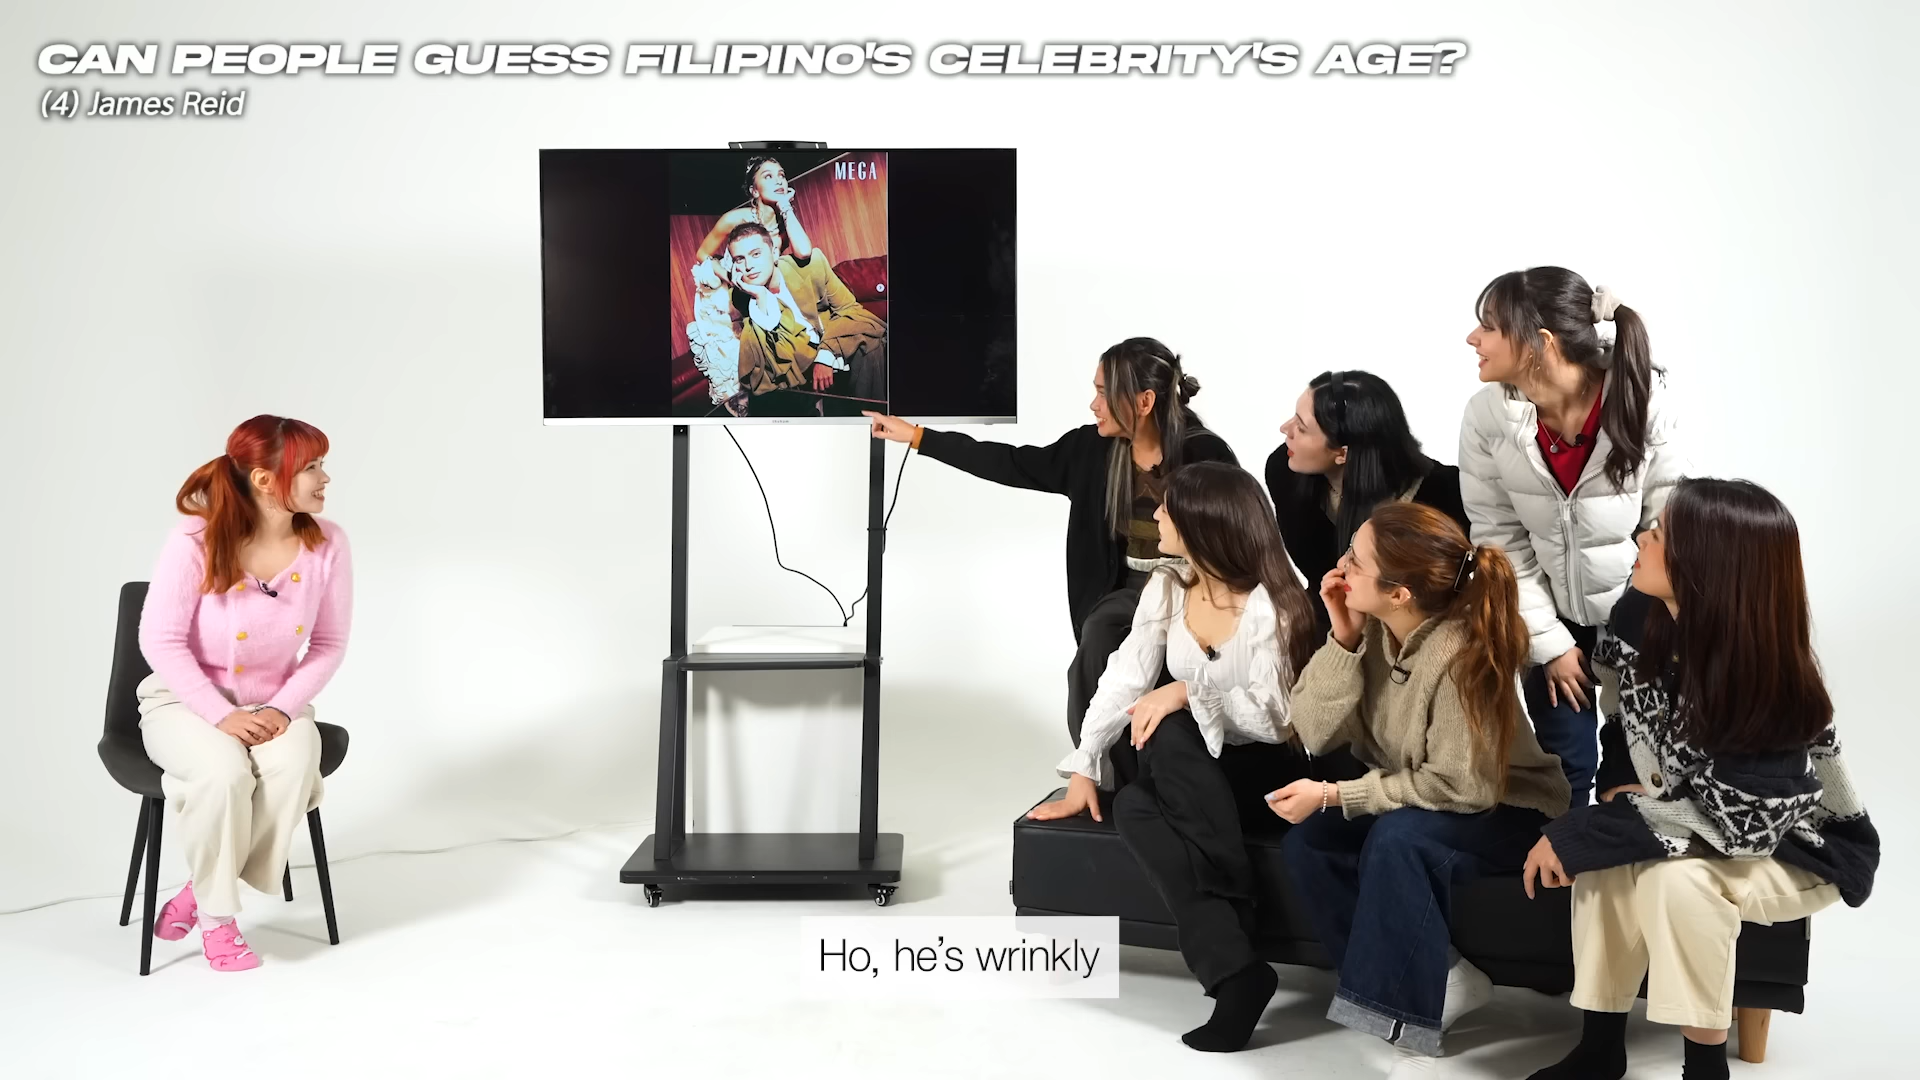 CAN PEOPLE GUESS FILIPINO'S CELEBRITY'S AGE?
(4) James Reid
MEGA
Ho, he's wrinkly